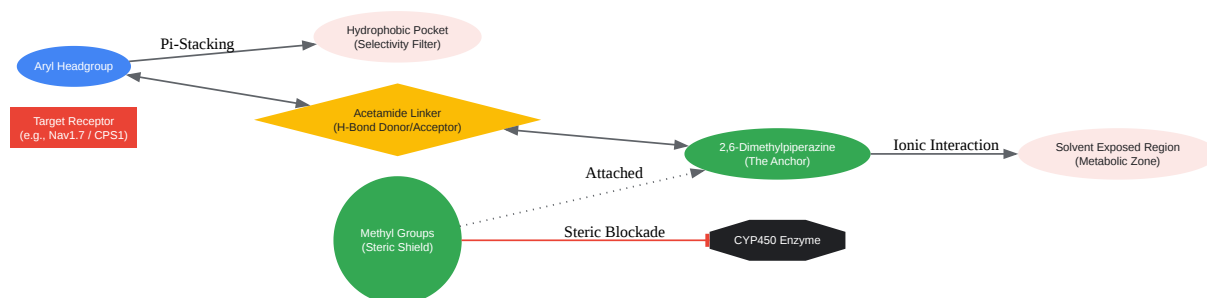 Hydrophobic Pocket
(Selectivity Filter)
Pi-Stacking
Aryl Headgroup
Target Receptor
(e.g., Nav1.7 / CPS1)
Acetamide Linker
(H-Bond Donor/Acceptor)
2,6-Dimethylpiperazine
(The Anchor)
Ionic Interaction
Solvent Exposed Region
(Metabolic Zone)
Attached
Methyl Groups
(Steric Shield)
Steric Blockade
CYP450 Enzyme